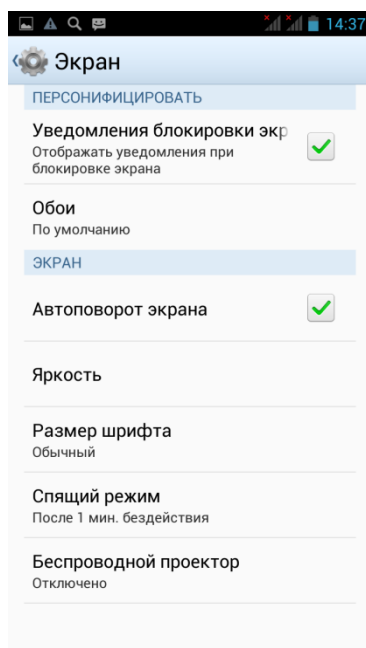 14:37
Экран
ПЕРСОНИФИЦИРОВАТЬ
Уведомления блокировки экр
Отображать уведомления при
блокировке экрана
Обои
По умолчанию
ЭКРАН
Автоповорот экрана
Яркость
Размер шрифта
Обычный
Спящий режим
После 1 мин. бездействия
Беспроводной проектор
Отключено